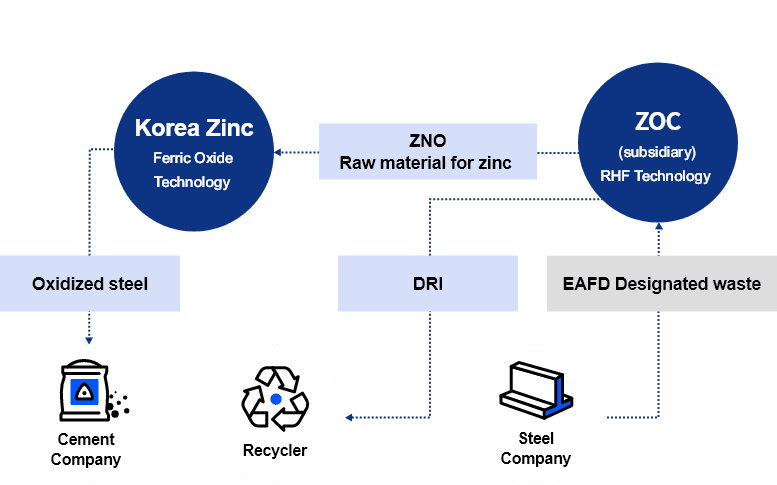 Korea Zinc
Ferric Oxide
Technology
ZNO
Raw material for zinc
ZOC
(subsidiary)
RHF Technology
Oxidized steel
DRI
EAFD Designated waste
Cement
Company
Recycler
Steel
Company